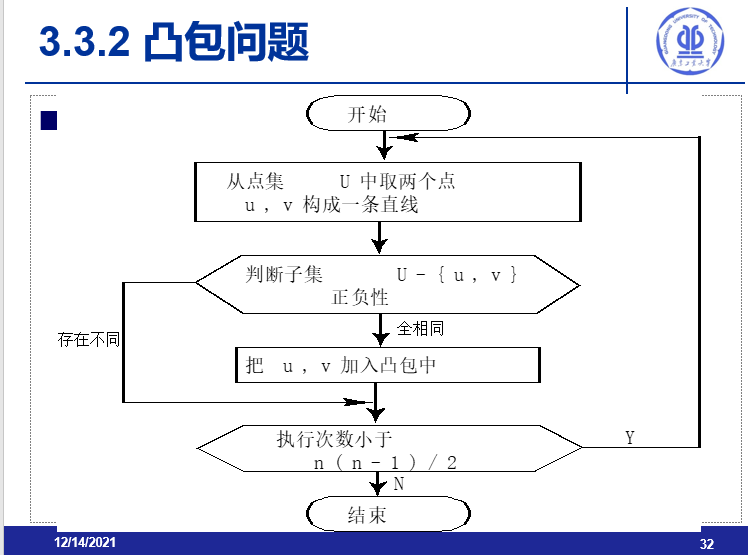 3.3.2 凸包问题
开始
从点集 U 中取两个点
u , v 构成一条直线
判断子集 U - { u , v }
正负性
存在不同
全相同
把 u , v 加入凸包中
执行次数小于
n ( n - 1 ) / 2
Y
N
结束
12/14/2021
32